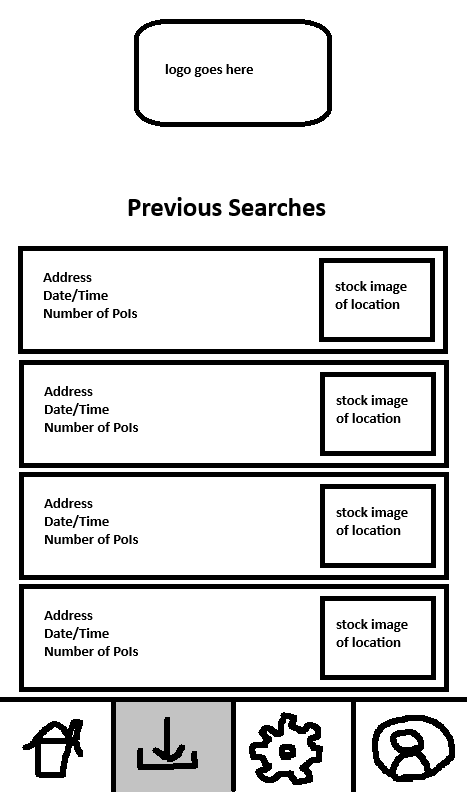 logo goes here
Previous Searches
Address
Date/Time
Number of PoIs
stock image
of location
Address
Date/Time
Number of PoIs
stock image
of location
Address
Date/Time
Number of PoIs
stock image
of location
Address
Date/Time
Number of PoIs
stock image
of location